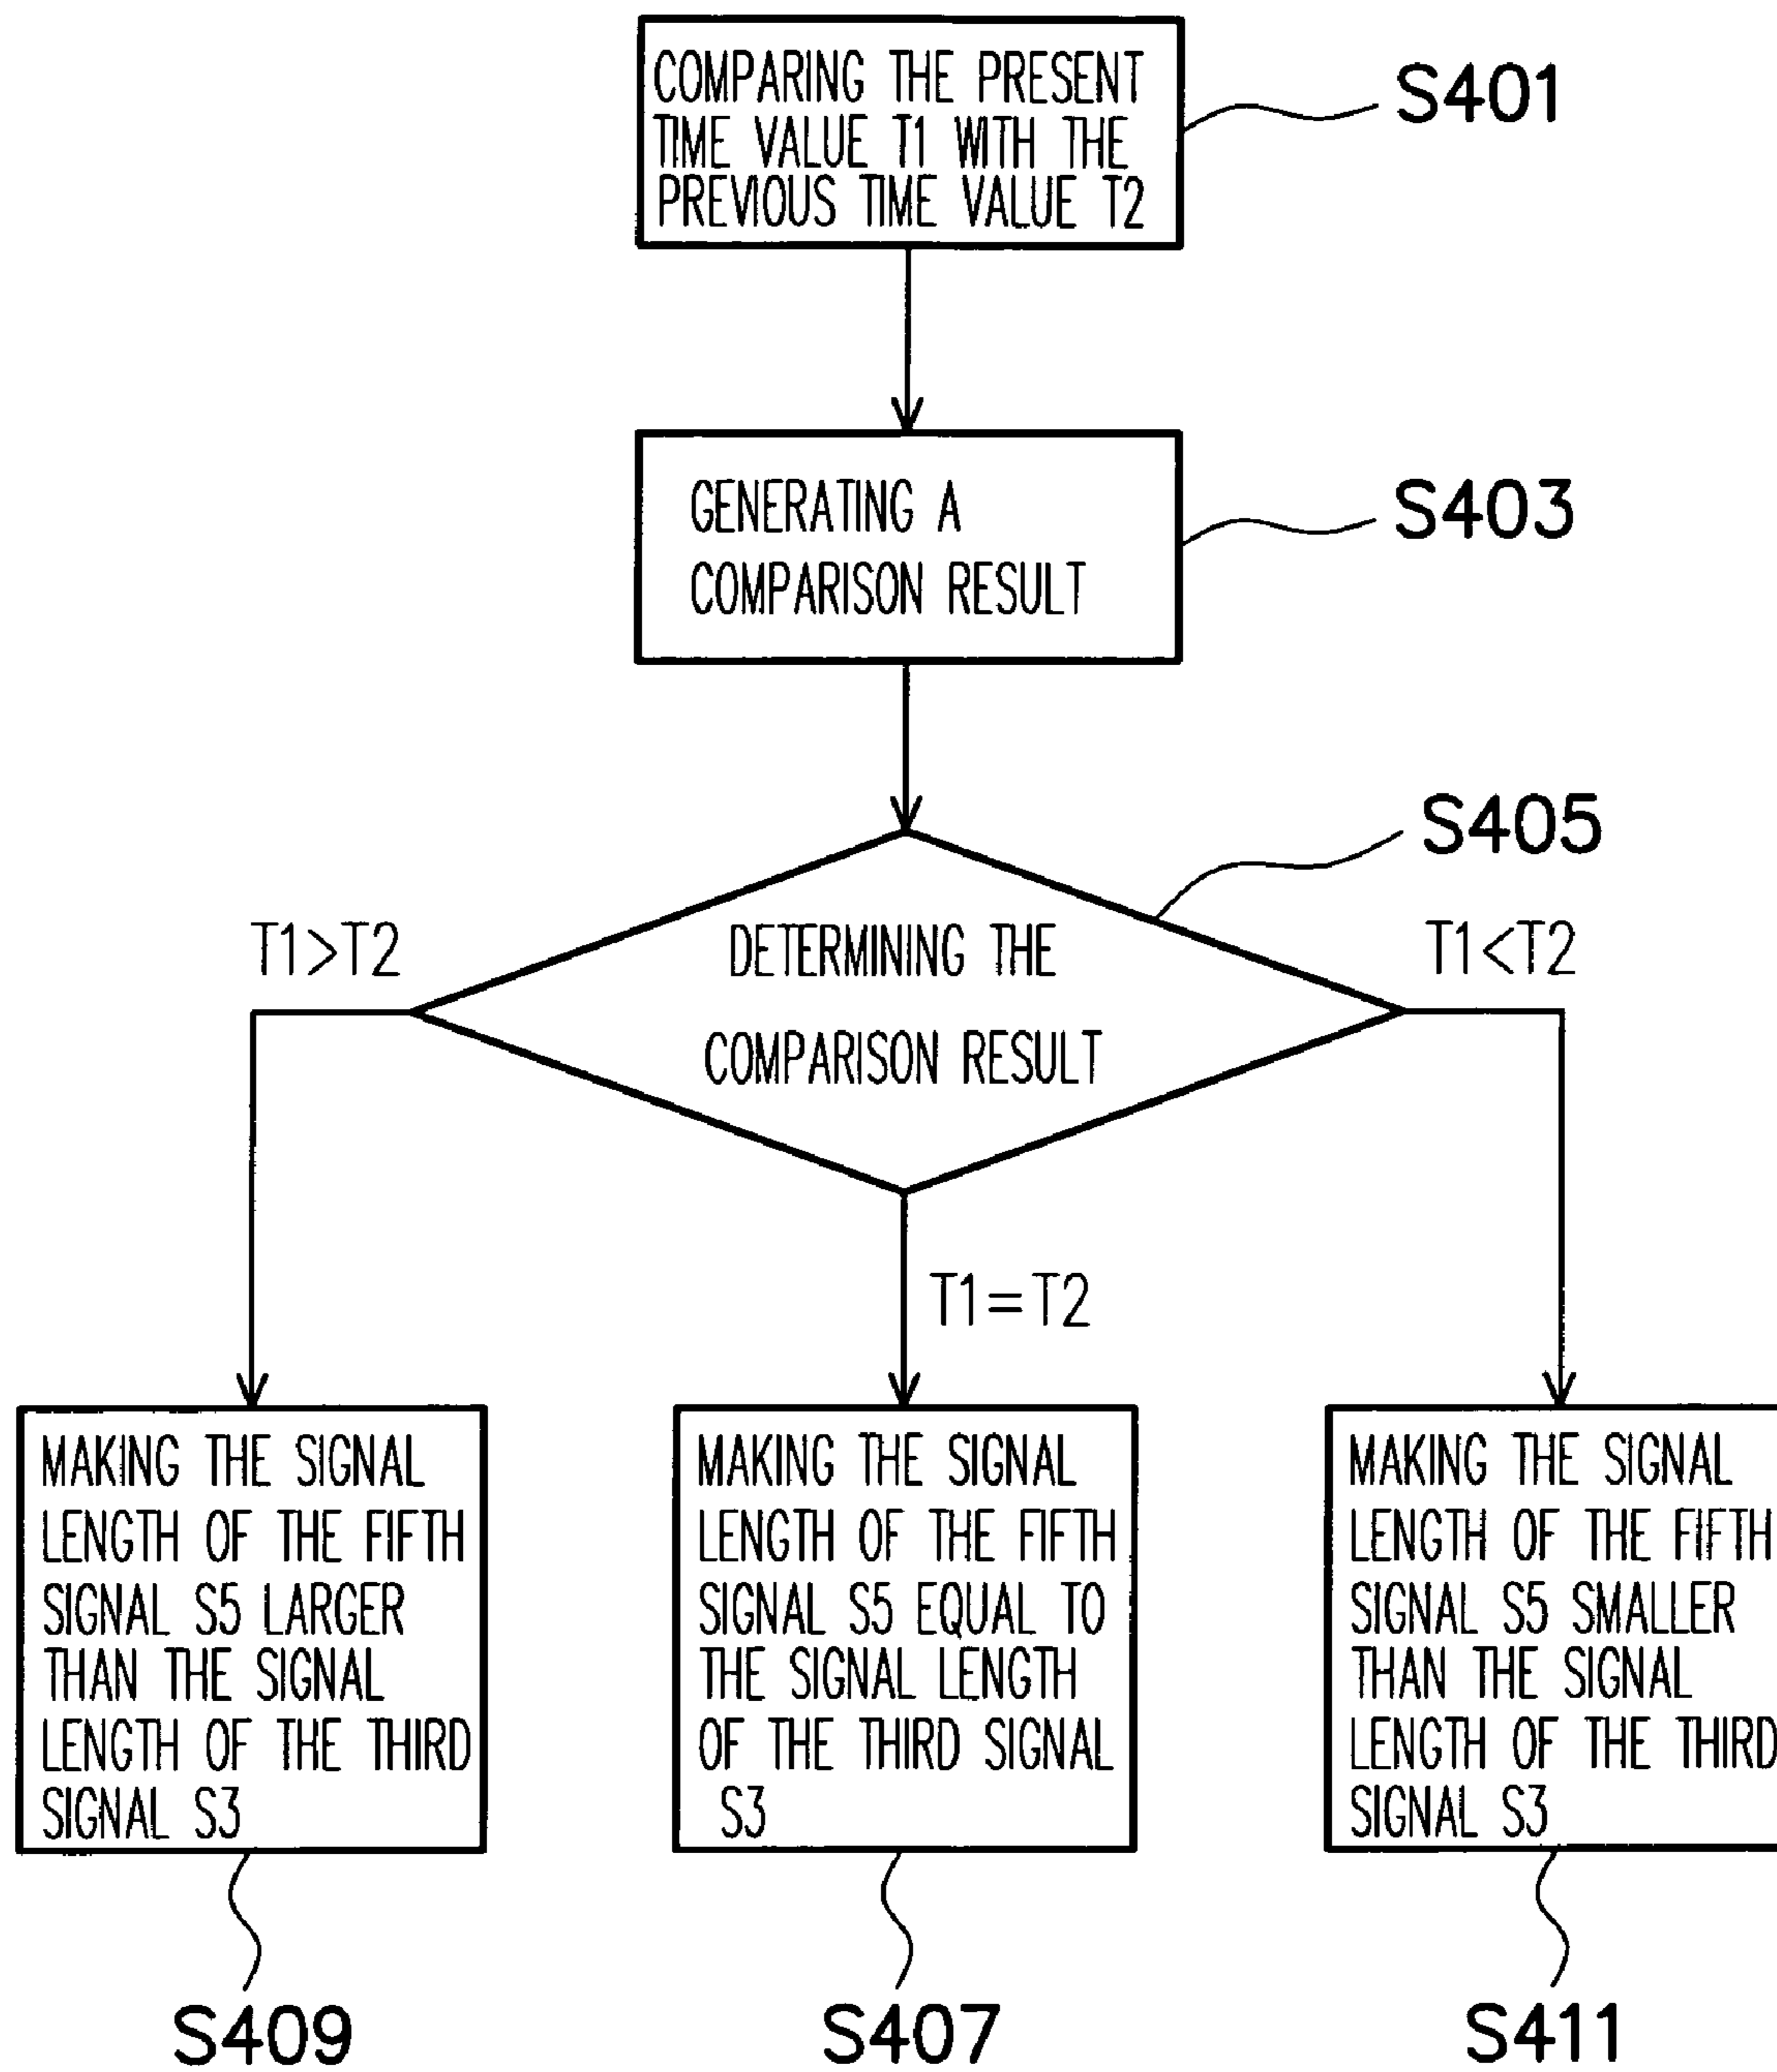 COMPARING THE PRESENT
TIME VALUE T1 WITH THE
PREVIOUS TIME VALUE T2
S401
GENERATING A
COMPARISON RESULT
S403
S405
T1>T2
DETERMINING THE
COMPARISON RESULT
T1<T2
T1=T2
MAKING THE SIGNAL
LENGTH OF THE FIFTH
SIGNAL S5 LARGER
THAN THE SIGNAL
LENGTH OF THE THIRD
SIGNAL S3
MAKING THE SIGNAL
LENGTH OF THE FIFTH
SIGNAL S5 EQUAL TO
THE SIGNAL LENGTH
OF THE THIRD SIGNAL
S3
MAKING THE SIGNAL
LENGTH OF THE FIFTH
SIGNAL S5 SMALLER
THAN THE SIGNAL
LENGTH OF THE THIRD
SIGNAL S3
S409
S407
S411